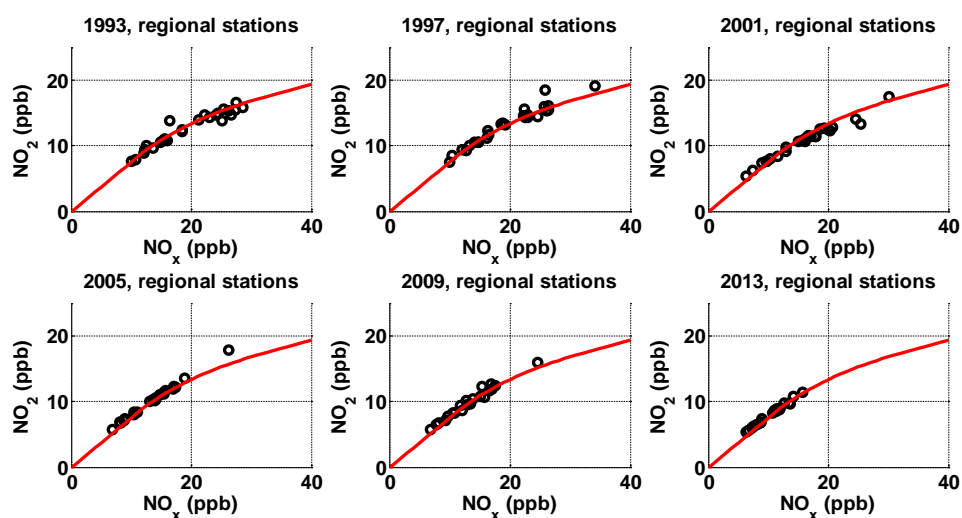 1993, regional stations
1997, regional stations
2001, regional stations
20
10
0
NO2 (ppb)
0 20 40
NOx (ppb)
20
10
0
NO2 (ppb)
0 20 40
NOx (ppb)
20
10
0
NO2 (ppb)
0 20 40
NOx (ppb)
2005, regional stations
2009, regional stations
2013, regional stations
20
10
0
NO2 (ppb)
0 20 40
NOx (ppb)
20
10
0
NO2 (ppb)
0 20 40
NOx (ppb)
20
10
0
NO2 (ppb)
0 20 40
NOx (ppb)